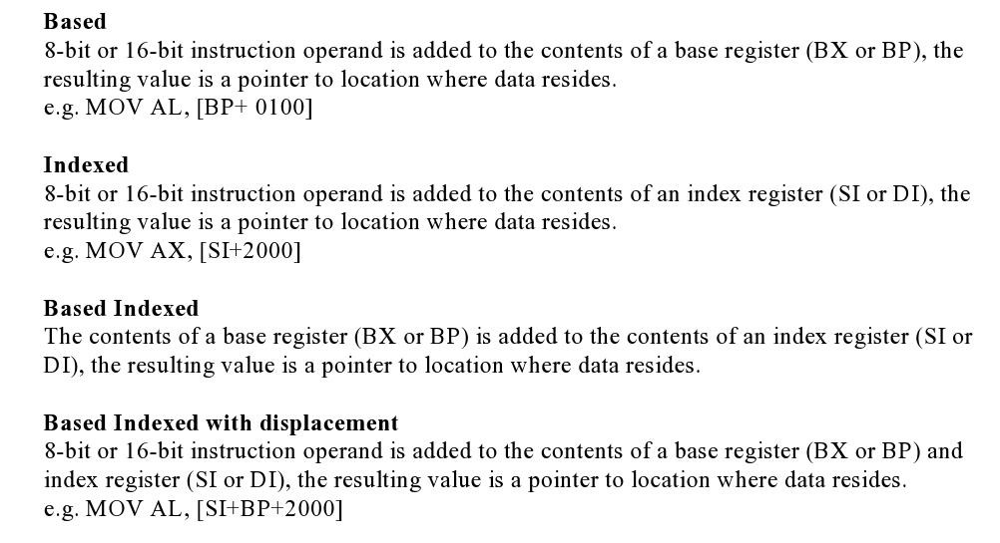 Based
8-bit or 16-bit instruction operand is added to the contents of a base register (BX or BP), the
resulting value is a pointer to location where data resides.
e.g. MOV AL, [BP+ 0100]
Indexed
8-bit or 16-bit instruction operand is added to the contents of an index register (SI or DI), the
resulting value is a pointer to location where data resides.
e.g. MOV AX, [SI+2000]
Based Indexed
The contents of a base register (BX or BP) is added to the contents of an index register (SI or
DI), the resulting value is a pointer to location where data resides.
Based Indexed with displacement
8-bit or 16-bit instruction operand is added to the contents of a base register (BX or BP) and
index register (SI or DI), the resulting value is a pointer to location where data resides.
e.g. MOV AL, [SI+BP+2000]